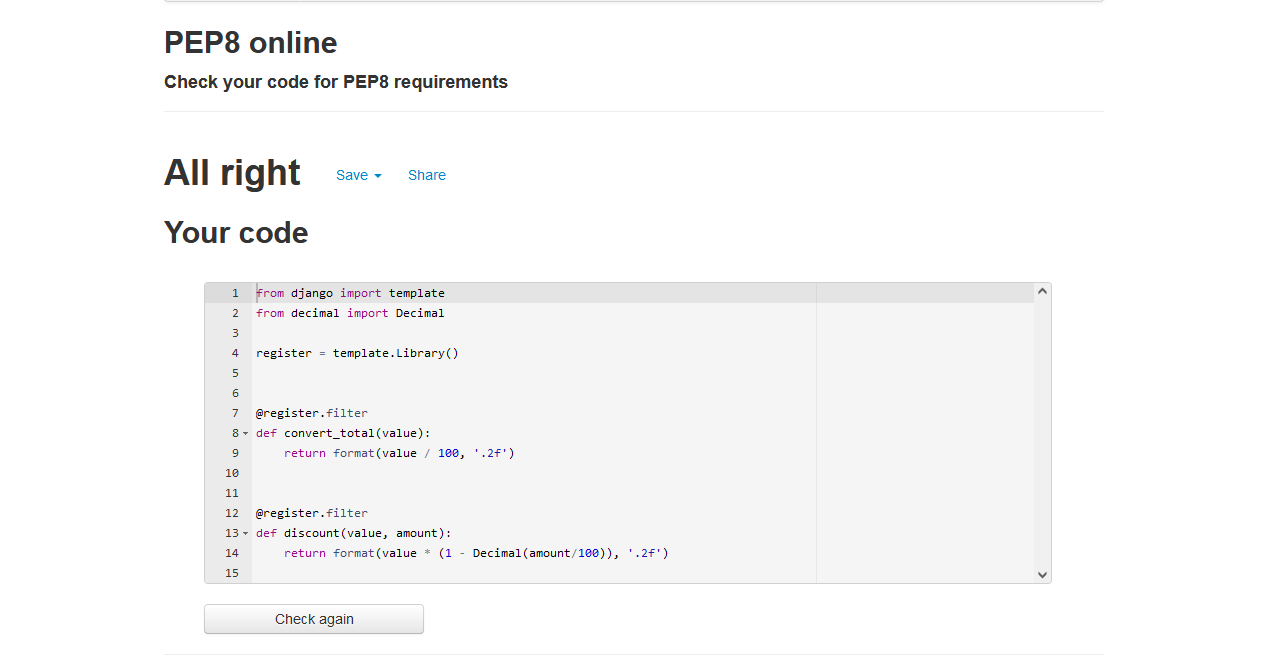 PEP8 online
Check your code for PEP8 requirements
All right Save Share
Your code
1 from django import template
2 from decimal import Decimal
3
4 register = template.Library()
5
6
7 @register.filter
8 def convert_total(value):
9     return format(value / 100, '.2f')
10
11
12 @register.filter
13 def discount(value, amount):
14     return format(value * (1 - Decimal(amount/100)), '.2f')
15
Check again